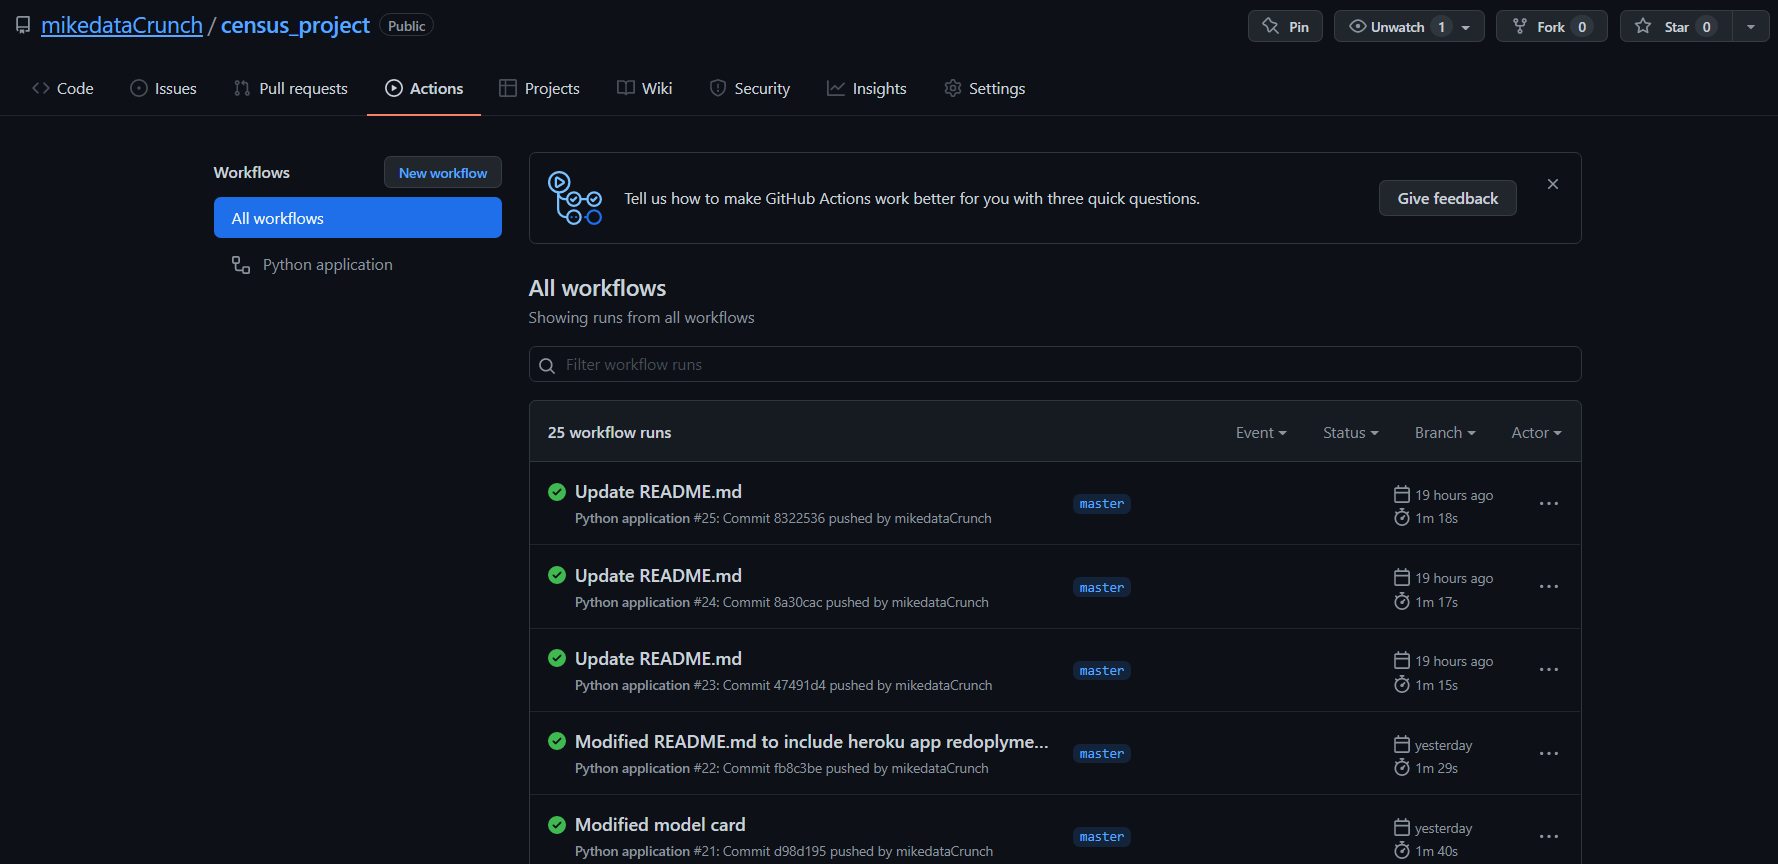 mikedataCrunch / census_project Public
Pin
Unwatch 1
Fork 0
Star 0
Code
Issues
Pull requests
Actions
Projects
Wiki
Security
Insights
Settings
Workflows
New workflow
All workflows
Python application
Tell us how to make GitHub Actions work better for you with three quick questions.
Give feedback
All workflows
Showing runs from all workflows
Filter workflow runs
25 workflow runs
Event
Status
Branch
Actor
Update README.md
Python application #25: Commit 8322536 pushed by mikedataCrunch
master
19 hours ago
1m 18s
Update README.md
Python application #24: Commit 8a30cac pushed by mikedataCrunch
master
19 hours ago
1m 17s
Update README.md
Python application #23: Commit 47491d4 pushed by mikedataCrunch
master
19 hours ago
1m 15s
Modified README.md to include heroku app redoplyme...
Python application #22: Commit fb8c3be pushed by mikedataCrunch
master
yesterday
1m 29s
Modified model card
Python application #21: Commit d98d195 pushed by mikedataCrunch
master
yesterday
1m 40s